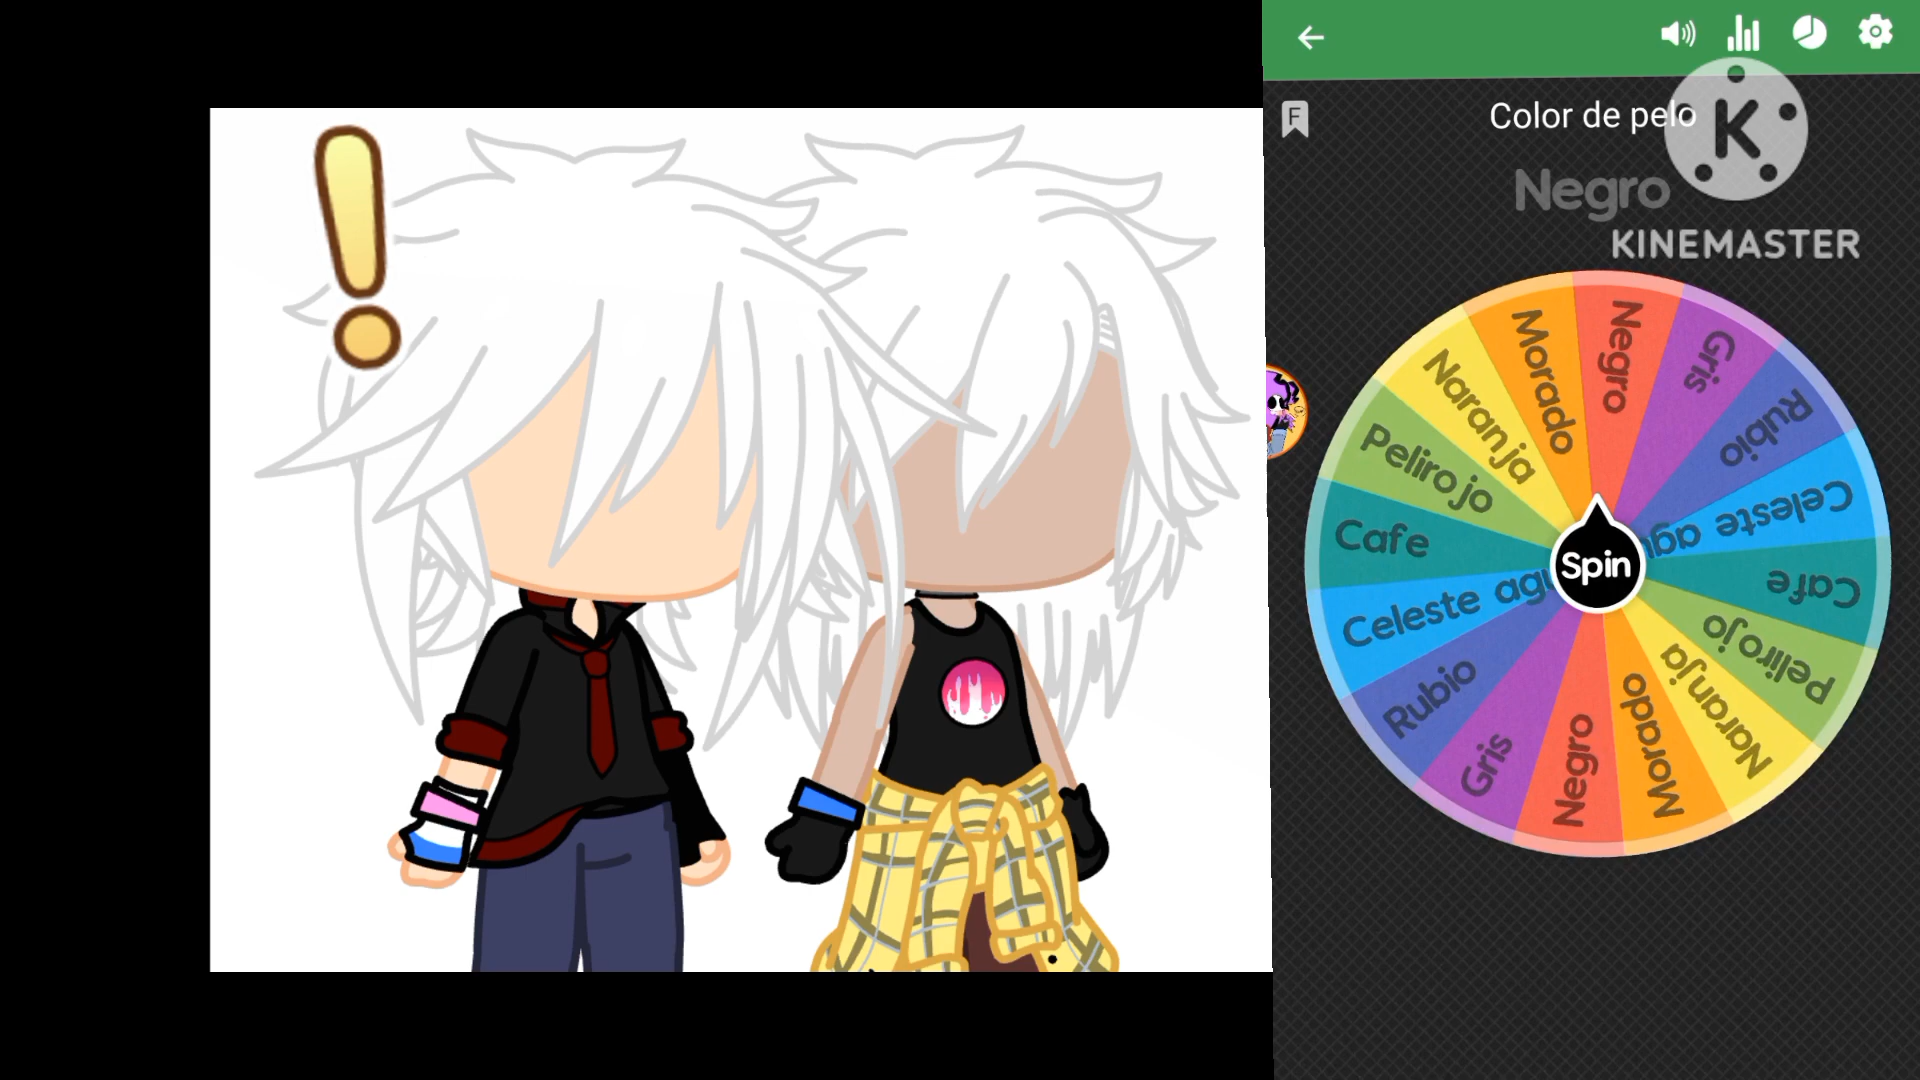 F
Color de pelo
Negro
K
KINEMASTER
Negro
Gris
Rubio
Celeste agu
Cafe
Pelirojo
Naranja
Morado
Negro
Gris
Rubio
Celeste agu
Cafe
Pelirojo
Naranja
Morado
Spin